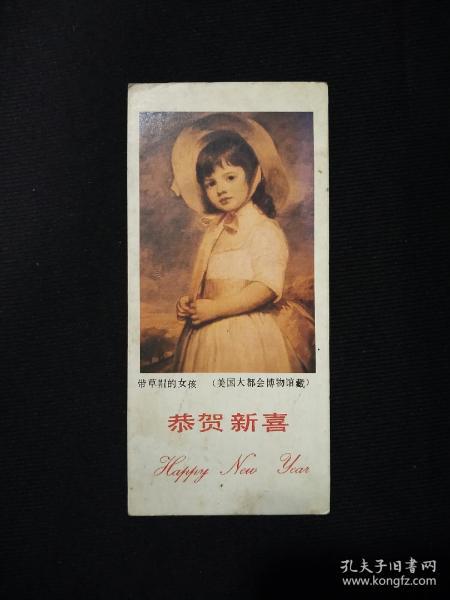 带草帽的女孩 （美国大都会博物馆藏）
恭贺新喜
Happy New Year
孔夫子旧书网
www.kongfz.com